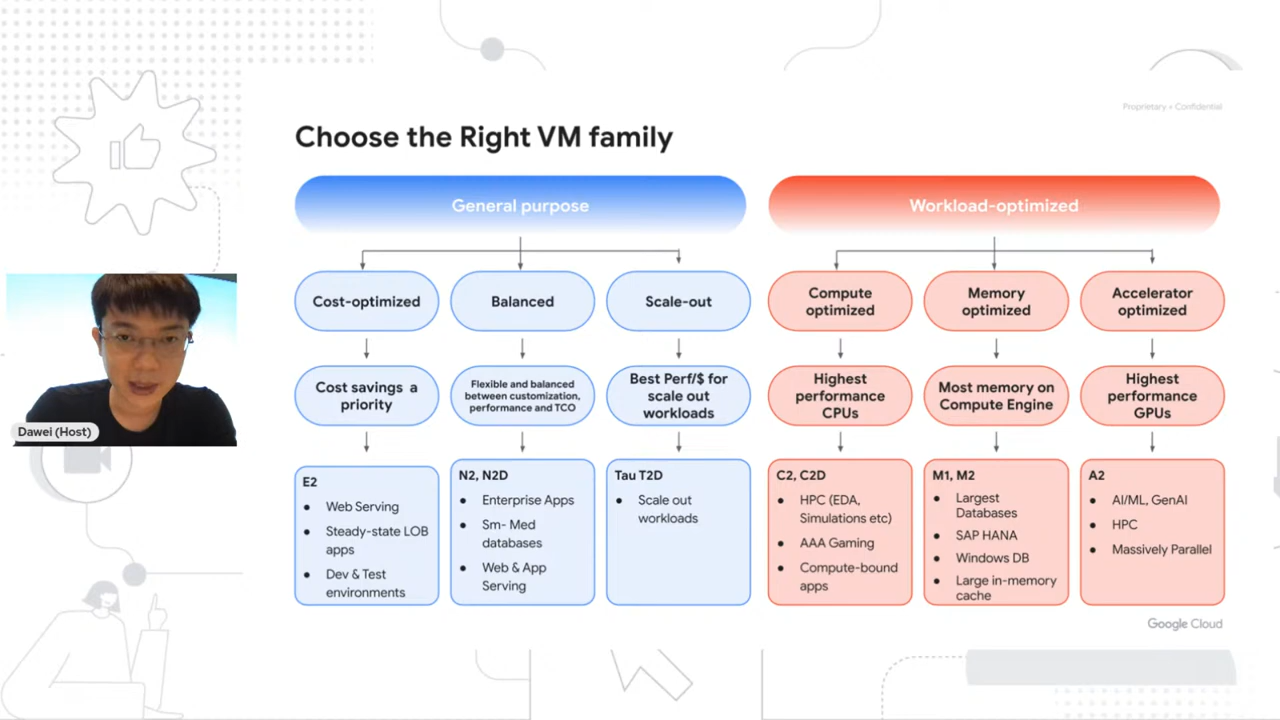 Proprietary + Confidential
Choose the Right VM family
General purpose
Workload-optimized
Cost-optimized
Balanced
Scale-out
Compute
optimized
Memory
optimized
Accelerator
optimized
Cost savings a
priority
Flexible and balanced
between customization,
performance and TCO
Best Perf/$ for
scale out
workloads
Highest
performance
CPUs
Most memory on
Compute Engine
Highest
performance
GPUs
E2
● Web Serving
● Steady-state LOB
apps
● Dev & Test
environments
N2, N2D
● Enterprise Apps
● Sm- Med
databases
● Web & App
Serving
Tau T2D
● Scale out
workloads
C2, C2D
● HPC (EDA,
Simulations etc)
● AAA Gaming
● Compute-bound
apps
M1, M2
● Largest
Databases
● SAP HANA
● Windows DB
● Large in-memory
cache
A2
● AI/ML, GenAI
● HPC
● Massively Parallel
Dawei (Host)
Google Cloud